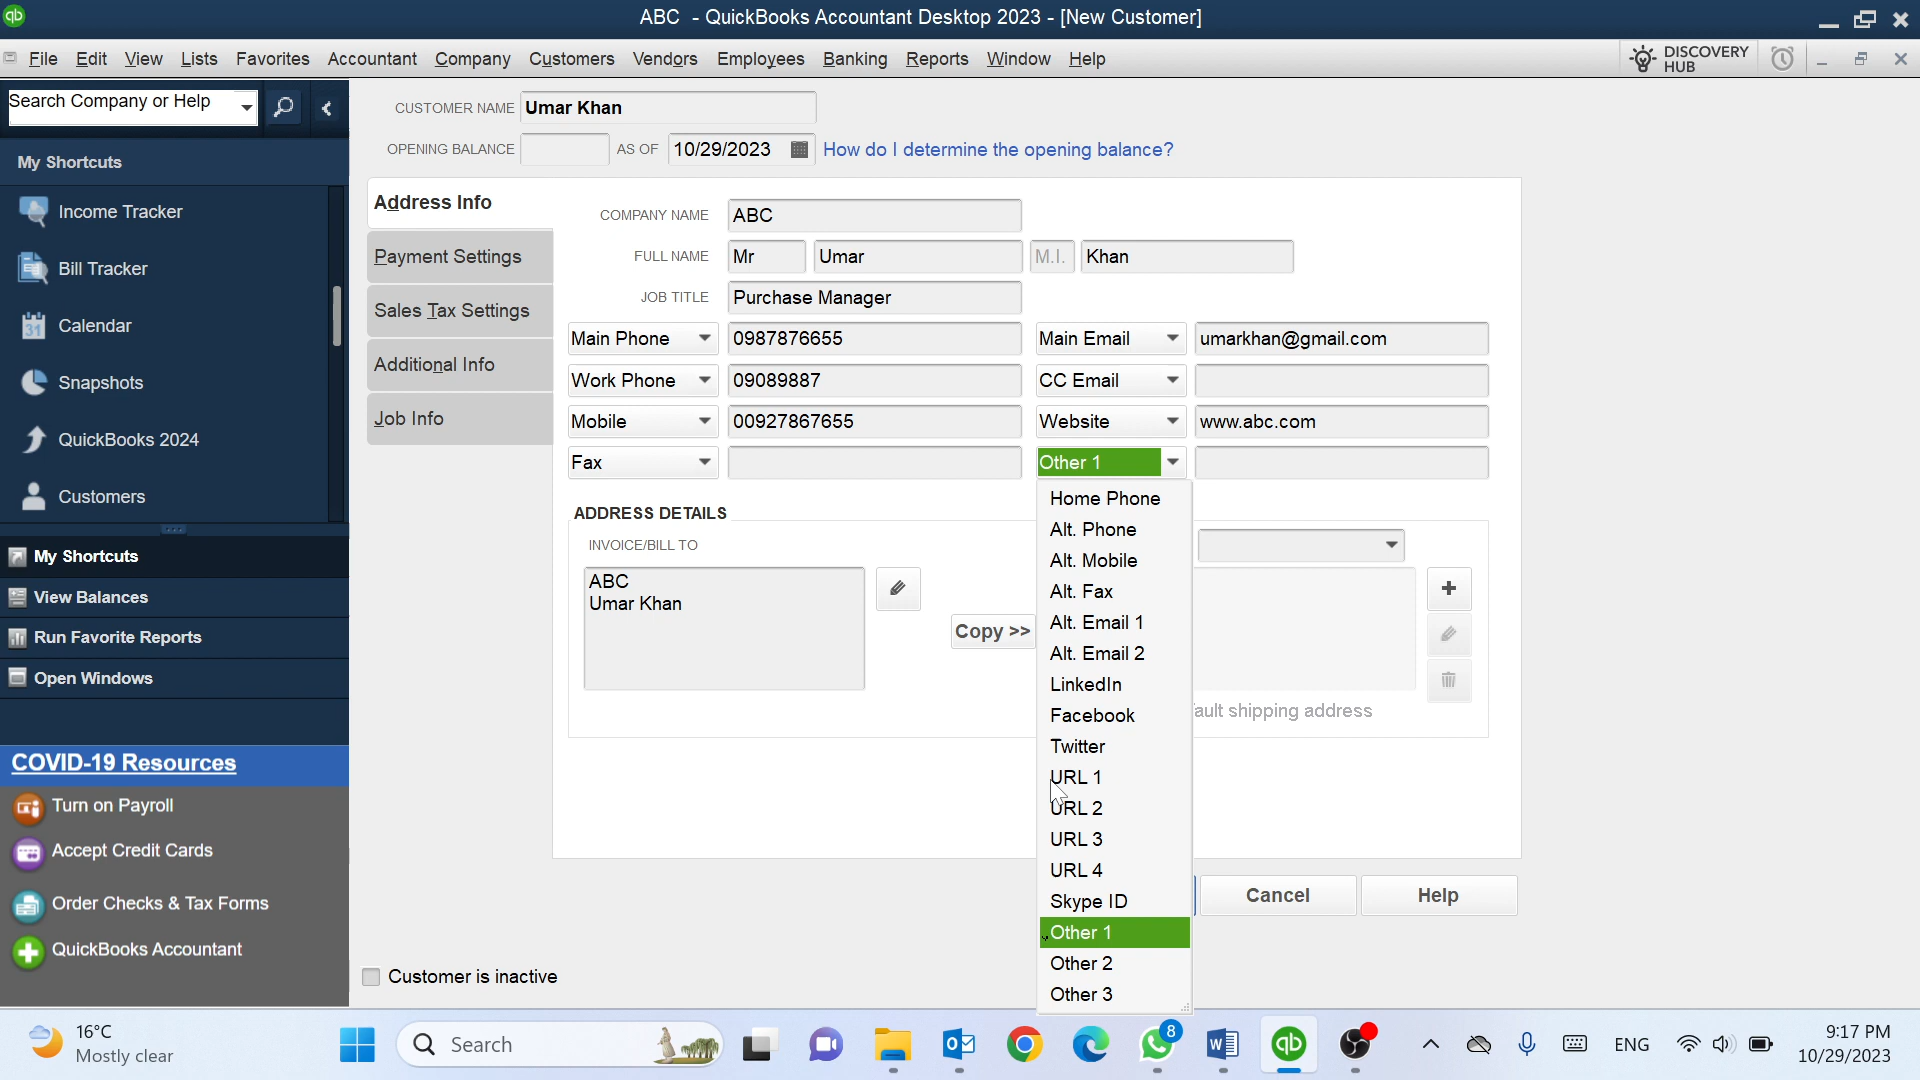 qb
ABC - QuickBooks Accountant Desktop 2023 - [New Customer]
File Edit View Lists Favorites Accountant Company Customers Vendors Employees Banking Reports Window Help
DISCOVERY
HUB
Search Company or Help
My Shortcuts
Income Tracker
Bill Tracker
31 Calendar
Snapshots
QuickBooks 2024
Customers
My Shortcuts
View Balances
Run Favorite Reports
Open Windows
COVID-19 Resources
Turn on Payroll
Accept Credit Cards
Order Checks & Tax Forms
QuickBooks Accountant
CUSTOMER NAME Umar Khan
OPENING BALANCE AS OF 10/29/2023 How do I determine the opening balance?
Address Info
Payment Settings
Sales Tax Settings
Additional Info
Job Info
COMPANY NAME ABC
FULL NAME Mr Umar M.I. Khan
JOB TITLE Purchase Manager
Main Phone 0987876655 Main Email umarkhan@gmail.com
Work Phone 09089887 CC Email
Mobile 00927867655 Website www.abc.com
Fax Other 1
ADDRESS DETAILS
INVOICE/BILL TO
ABC
Umar Khan
Copy >>
Home Phone
Alt. Phone
Alt. Mobile
Alt. Fax
Alt. Email 1
Alt. Email 2
LinkedIn
Facebook
Twitter
URL 1
URL 2
URL 3
URL 4
Skype ID
Other 1
Other 2
Other 3
ault shipping address
Cancel Help
Customer is inactive
16°C
Mostly clear
Search
8
qb
ENG
9:17 PM
10/29/2023